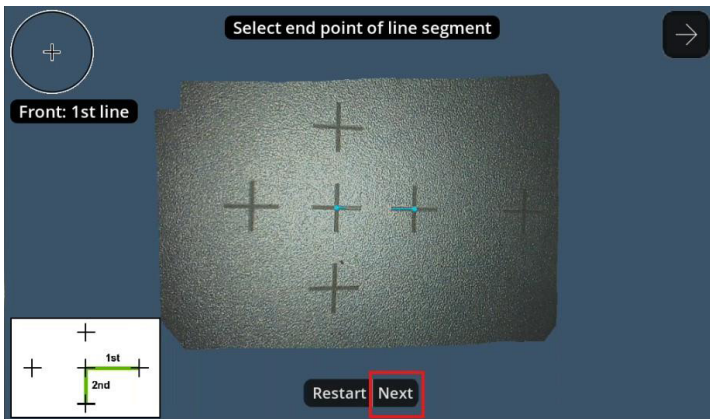 Select end point of line segment
Front: 1st line
1st
2nd
Restart
Next